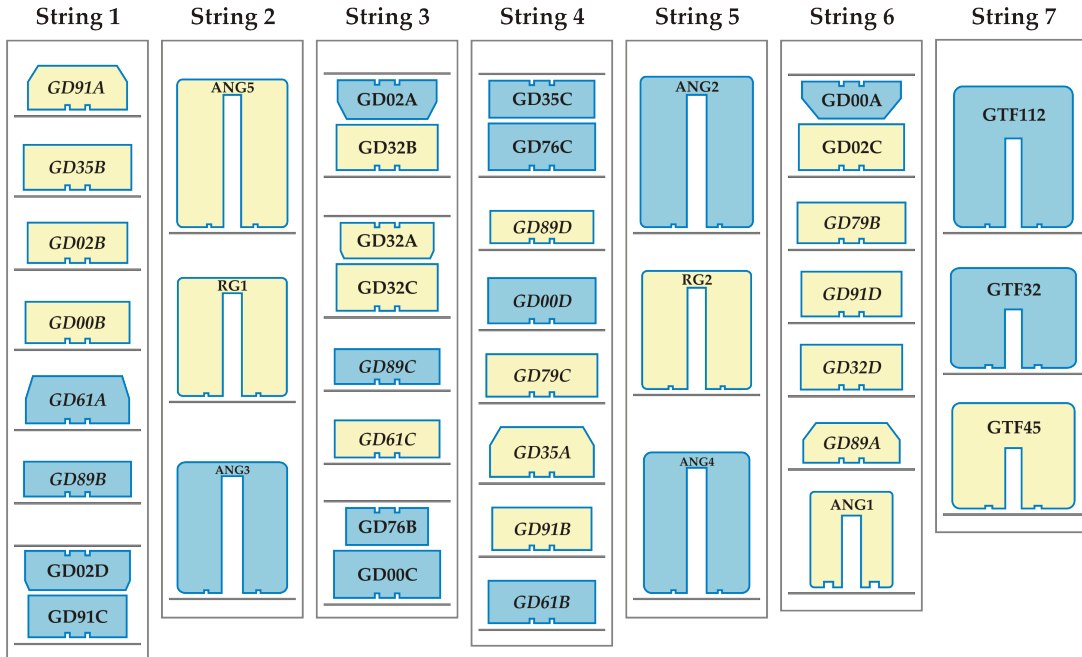 String 1
String 2
String 3
String 4
String 5
String 6
String 7
GD91A
GD35B
GD02B
GD00B
GD61A
GD89B
GD02D
GD91C
ANG5
RG1
ANG3
GD02A
GD32B
GD32A
GD32C
GD89C
GD61C
GD76B
GD00C
GD35C
GD76C
GD89D
GD00D
GD79C
GD35A
GD91B
GD61B
ANG2
RG2
ANG4
GD00A
GD02C
GD79B
GD91D
GD32D
GD89A
ANG1
GTF112
GTF32
GTF45